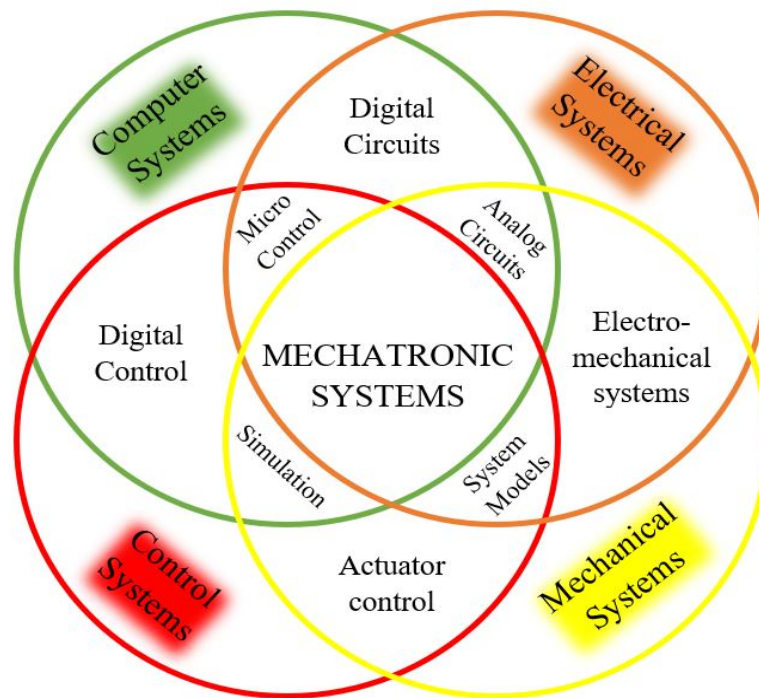 Computer
Systems
Digital
Circuits
Electrical
Systems
Micro
Control
Analog
Circuits
Digital
Control
MECHATRONIC
SYSTEMS
Electro-
mechanical
systems
Simulation
System
Models
Control
Systems
Actuator
control
Mechanical
Systems